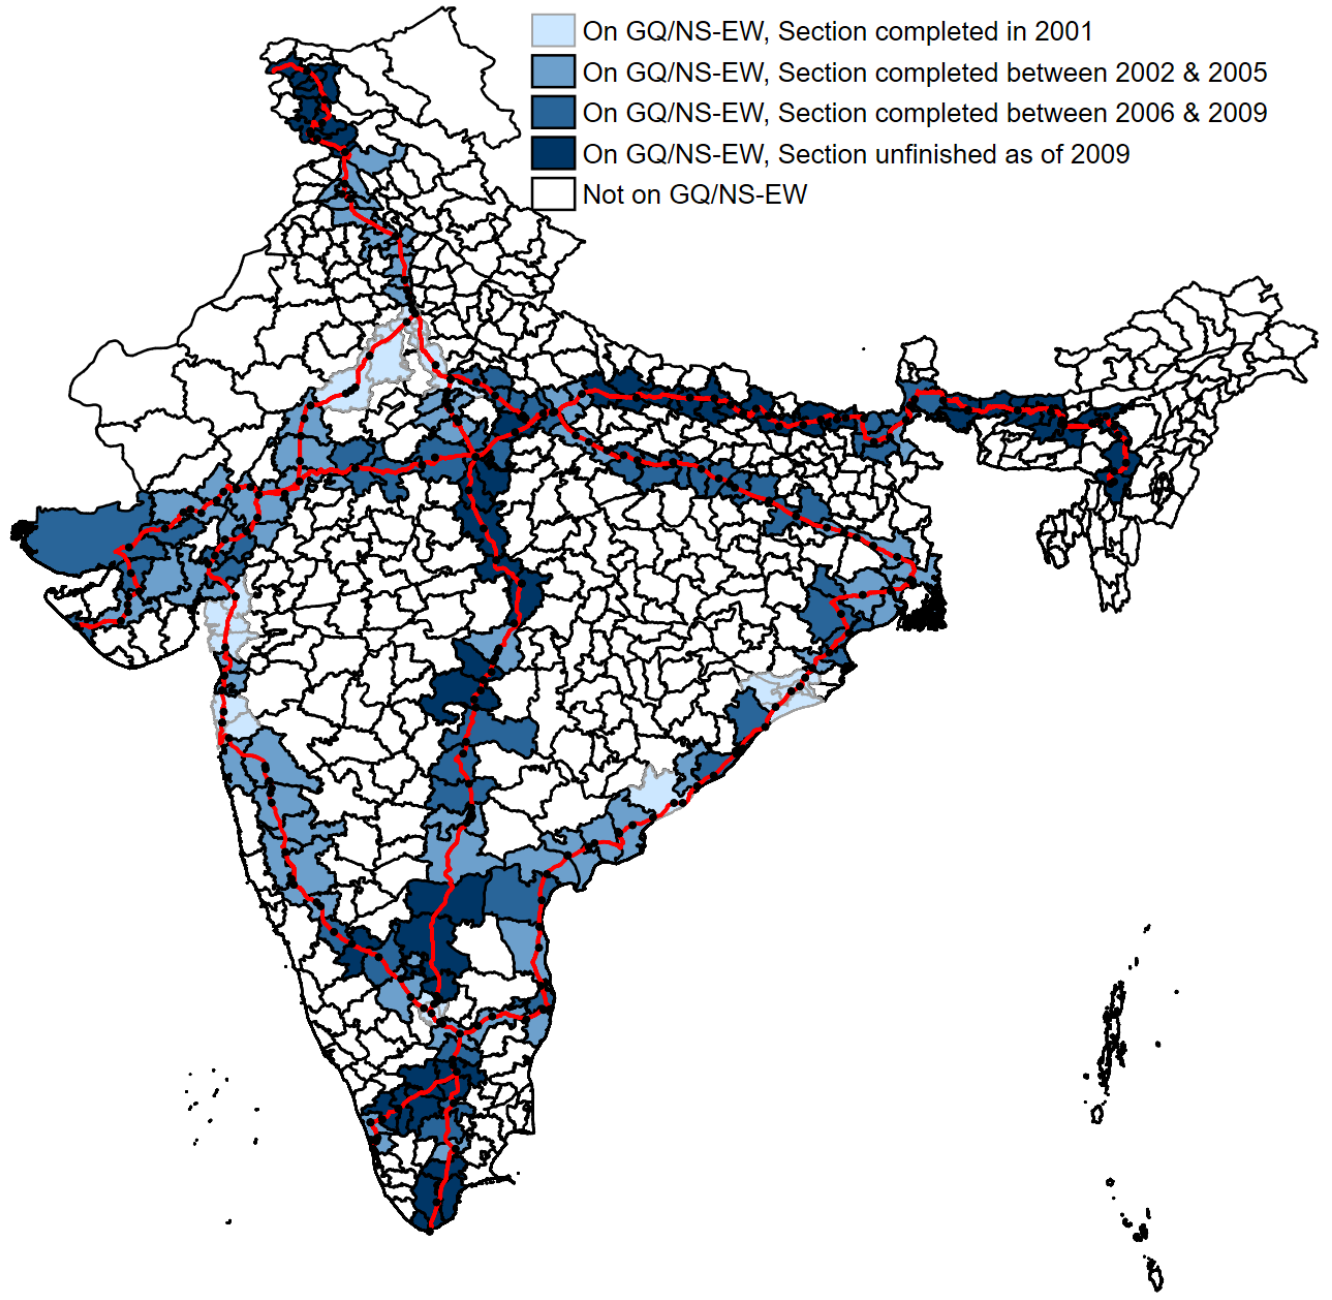 On GQ/NS-EW, Section completed in 2001
On GQ/NS-EW, Section completed between 2002 & 2005
On GQ/NS-EW, Section completed between 2006 & 2009
On GQ/NS-EW, Section unfinished as of 2009
Not on GQ/NS-EW